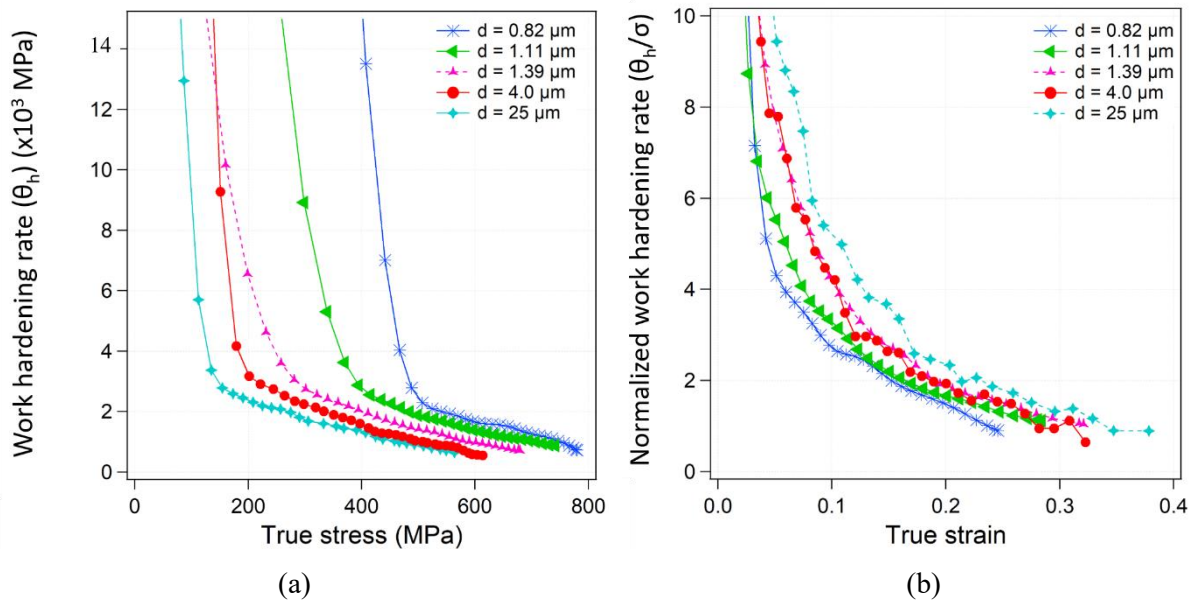 Work hardening rate (θₕ) (x10³ MPa)
14
12
10
8
6
4
2
0
d = 0.82 µm
d = 1.11 µm
d = 1.39 µm
d = 4.0 µm
d = 25 µm
200
400
600
800
True stress (MPa)
(a)
Normalized work hardening rate (θₕ/σ)
10
8
6
4
2
0
d = 0.82 µm
d = 1.11 µm
d = 1.39 µm
d = 4.0 µm
d = 25 µm
0.0
0.1
0.2
0.3
0.4
True strain
(b)